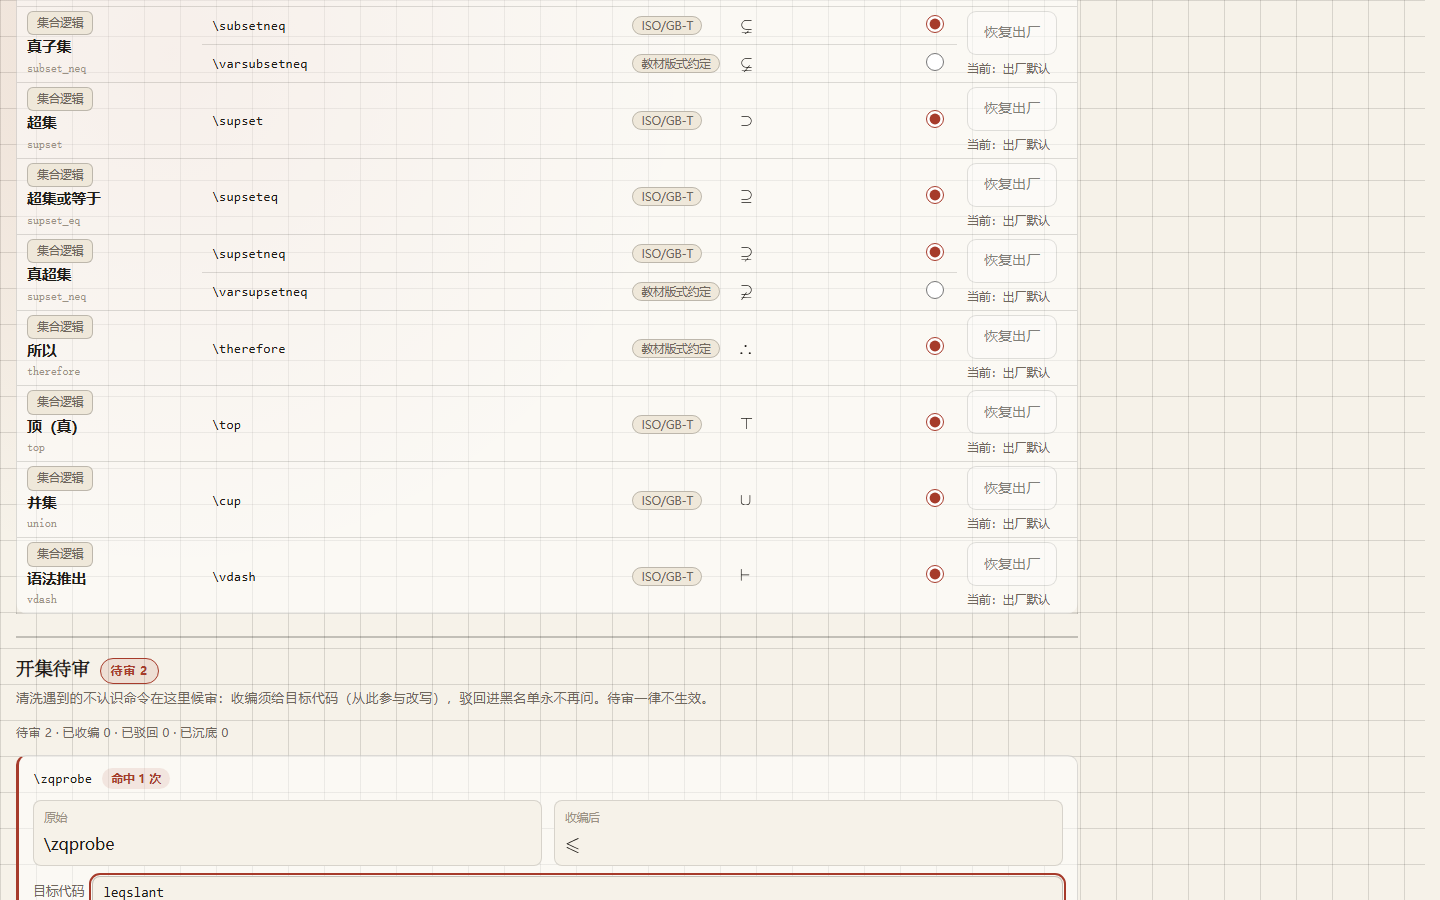 集合逻辑
真子集
subset_neq
\subsetneq
ISO/GB-T
⊊
恢复出厂
\varsubsetneq
教材版式约定
⊊
当前：出厂默认
集合逻辑
超集
supset
\supset
ISO/GB-T
⊃
恢复出厂
当前：出厂默认
集合逻辑
超集或等于
supset_eq
\supseteq
ISO/GB-T
⊇
恢复出厂
当前：出厂默认
集合逻辑
真超集
supset_neq
\supsetneq
ISO/GB-T
⊋
恢复出厂
\varsupsetneq
教材版式约定
⊋
当前：出厂默认
集合逻辑
所以
therefore
\therefore
教材版式约定
∴
恢复出厂
当前：出厂默认
集合逻辑
顶（真）
top
\top
ISO/GB-T
⊤
恢复出厂
当前：出厂默认
集合逻辑
并集
union
\cup
ISO/GB-T
∪
恢复出厂
当前：出厂默认
集合逻辑
语法推出
vdash
\vdash
ISO/GB-T
⊢
恢复出厂
当前：出厂默认
开集待审 待审 2
清洗遇到的不认识命令在这里候审：收编须给目标代码（从此参与改写），驳回进黑名单永不再问。待审一律不生效。
待审 2 · 已收编 0 · 已驳回 0 · 已沉底 0
\zqprobe 命中 1 次
原始
\zqprobe
收编后
⩽
目标代码 leqslant